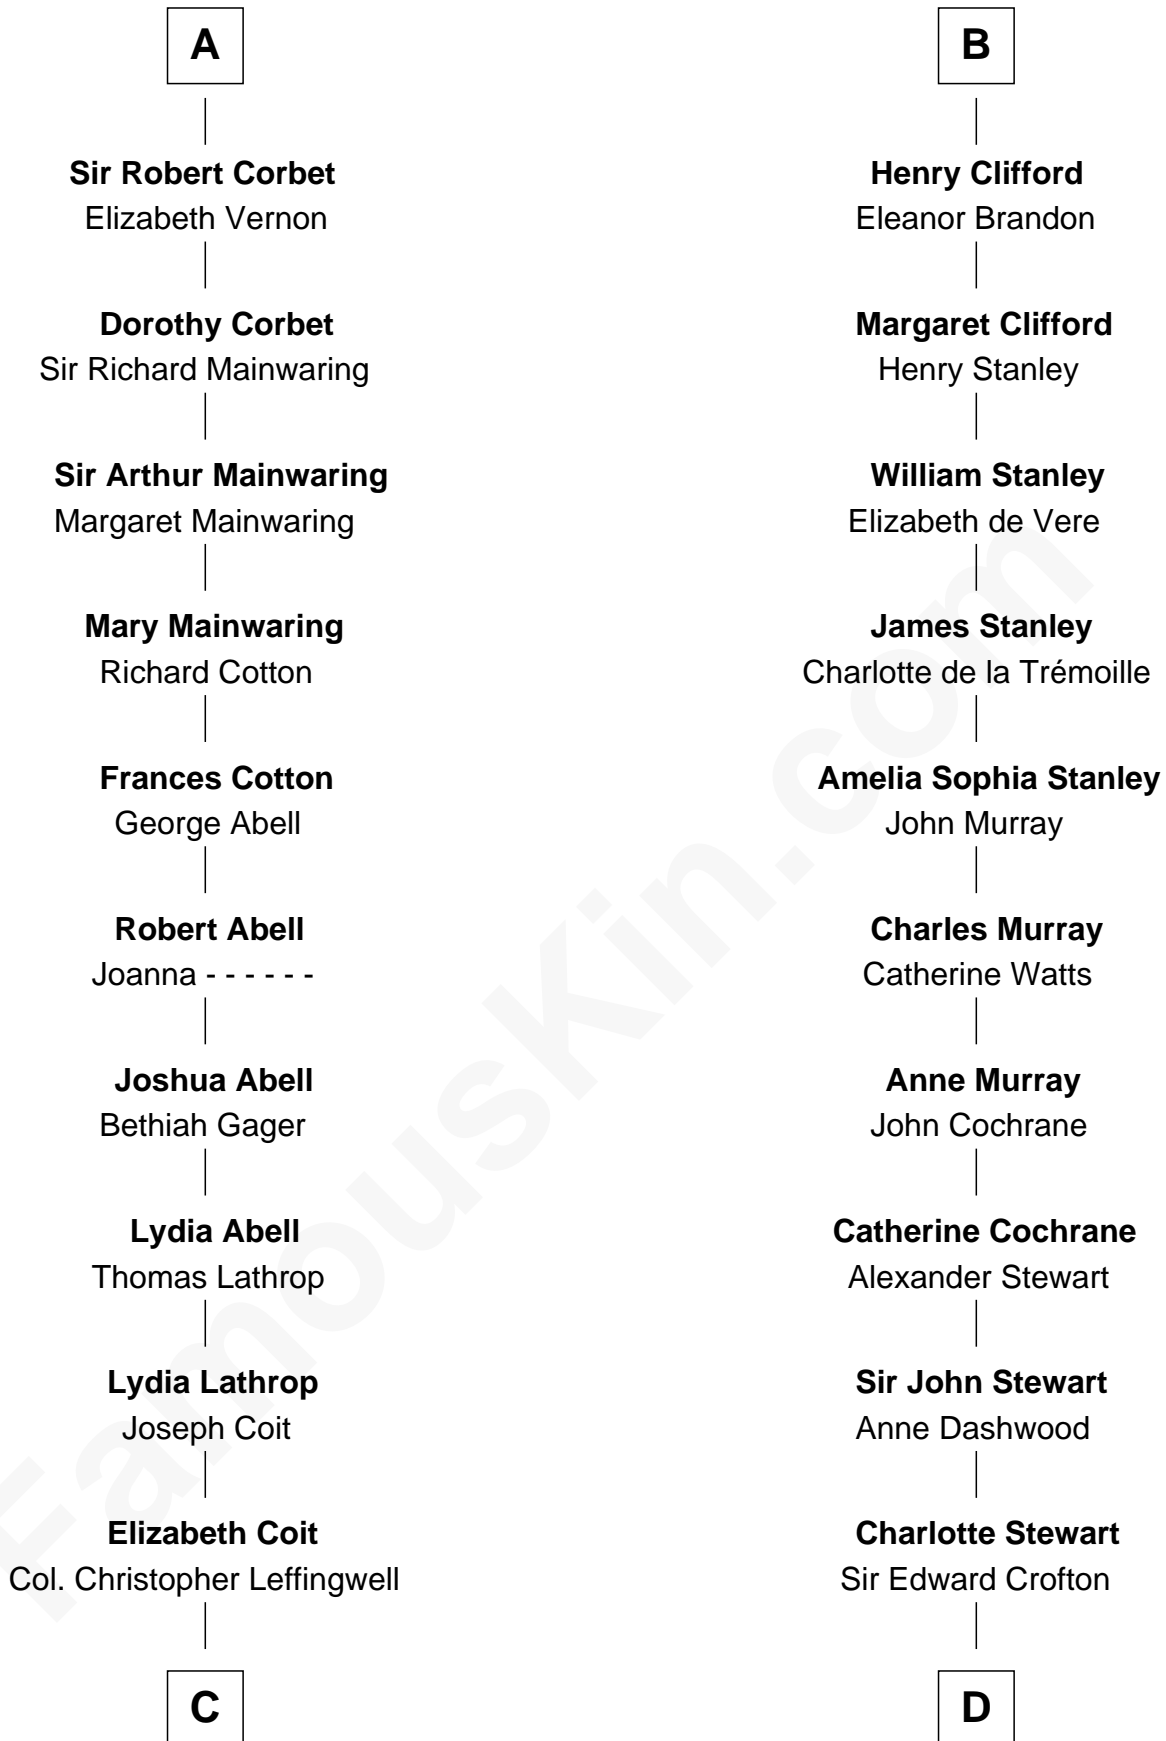 A
Sir Robert Corbet
Elizabeth Vernon
Dorothy Corbet
Sir Richard Mainwaring
Sir Arthur Mainwaring
Margaret Mainwaring
Mary Mainwaring
Richard Cotton
Frances Cotton
George Abell
Robert Abell
Joanna - - - - - -
Joshua Abell
Bethiah Gager
Lydia Abell
Thomas Lathrop
Lydia Lathrop
Joseph Coit
Elizabeth Coit
Col. Christopher Leffingwell
C
B
Henry Clifford
Eleanor Brandon
Margaret Clifford
Henry Stanley
William Stanley
Elizabeth de Vere
James Stanley
Charlotte de la Trémoille
Amelia Sophia Stanley
John Murray
Charles Murray
Catherine Watts
Anne Murray
John Cochrane
Catherine Cochrane
Alexander Stewart
Sir John Stewart
Anne Dashwood
Charlotte Stewart
Sir Edward Crofton
D
FamousKin.com